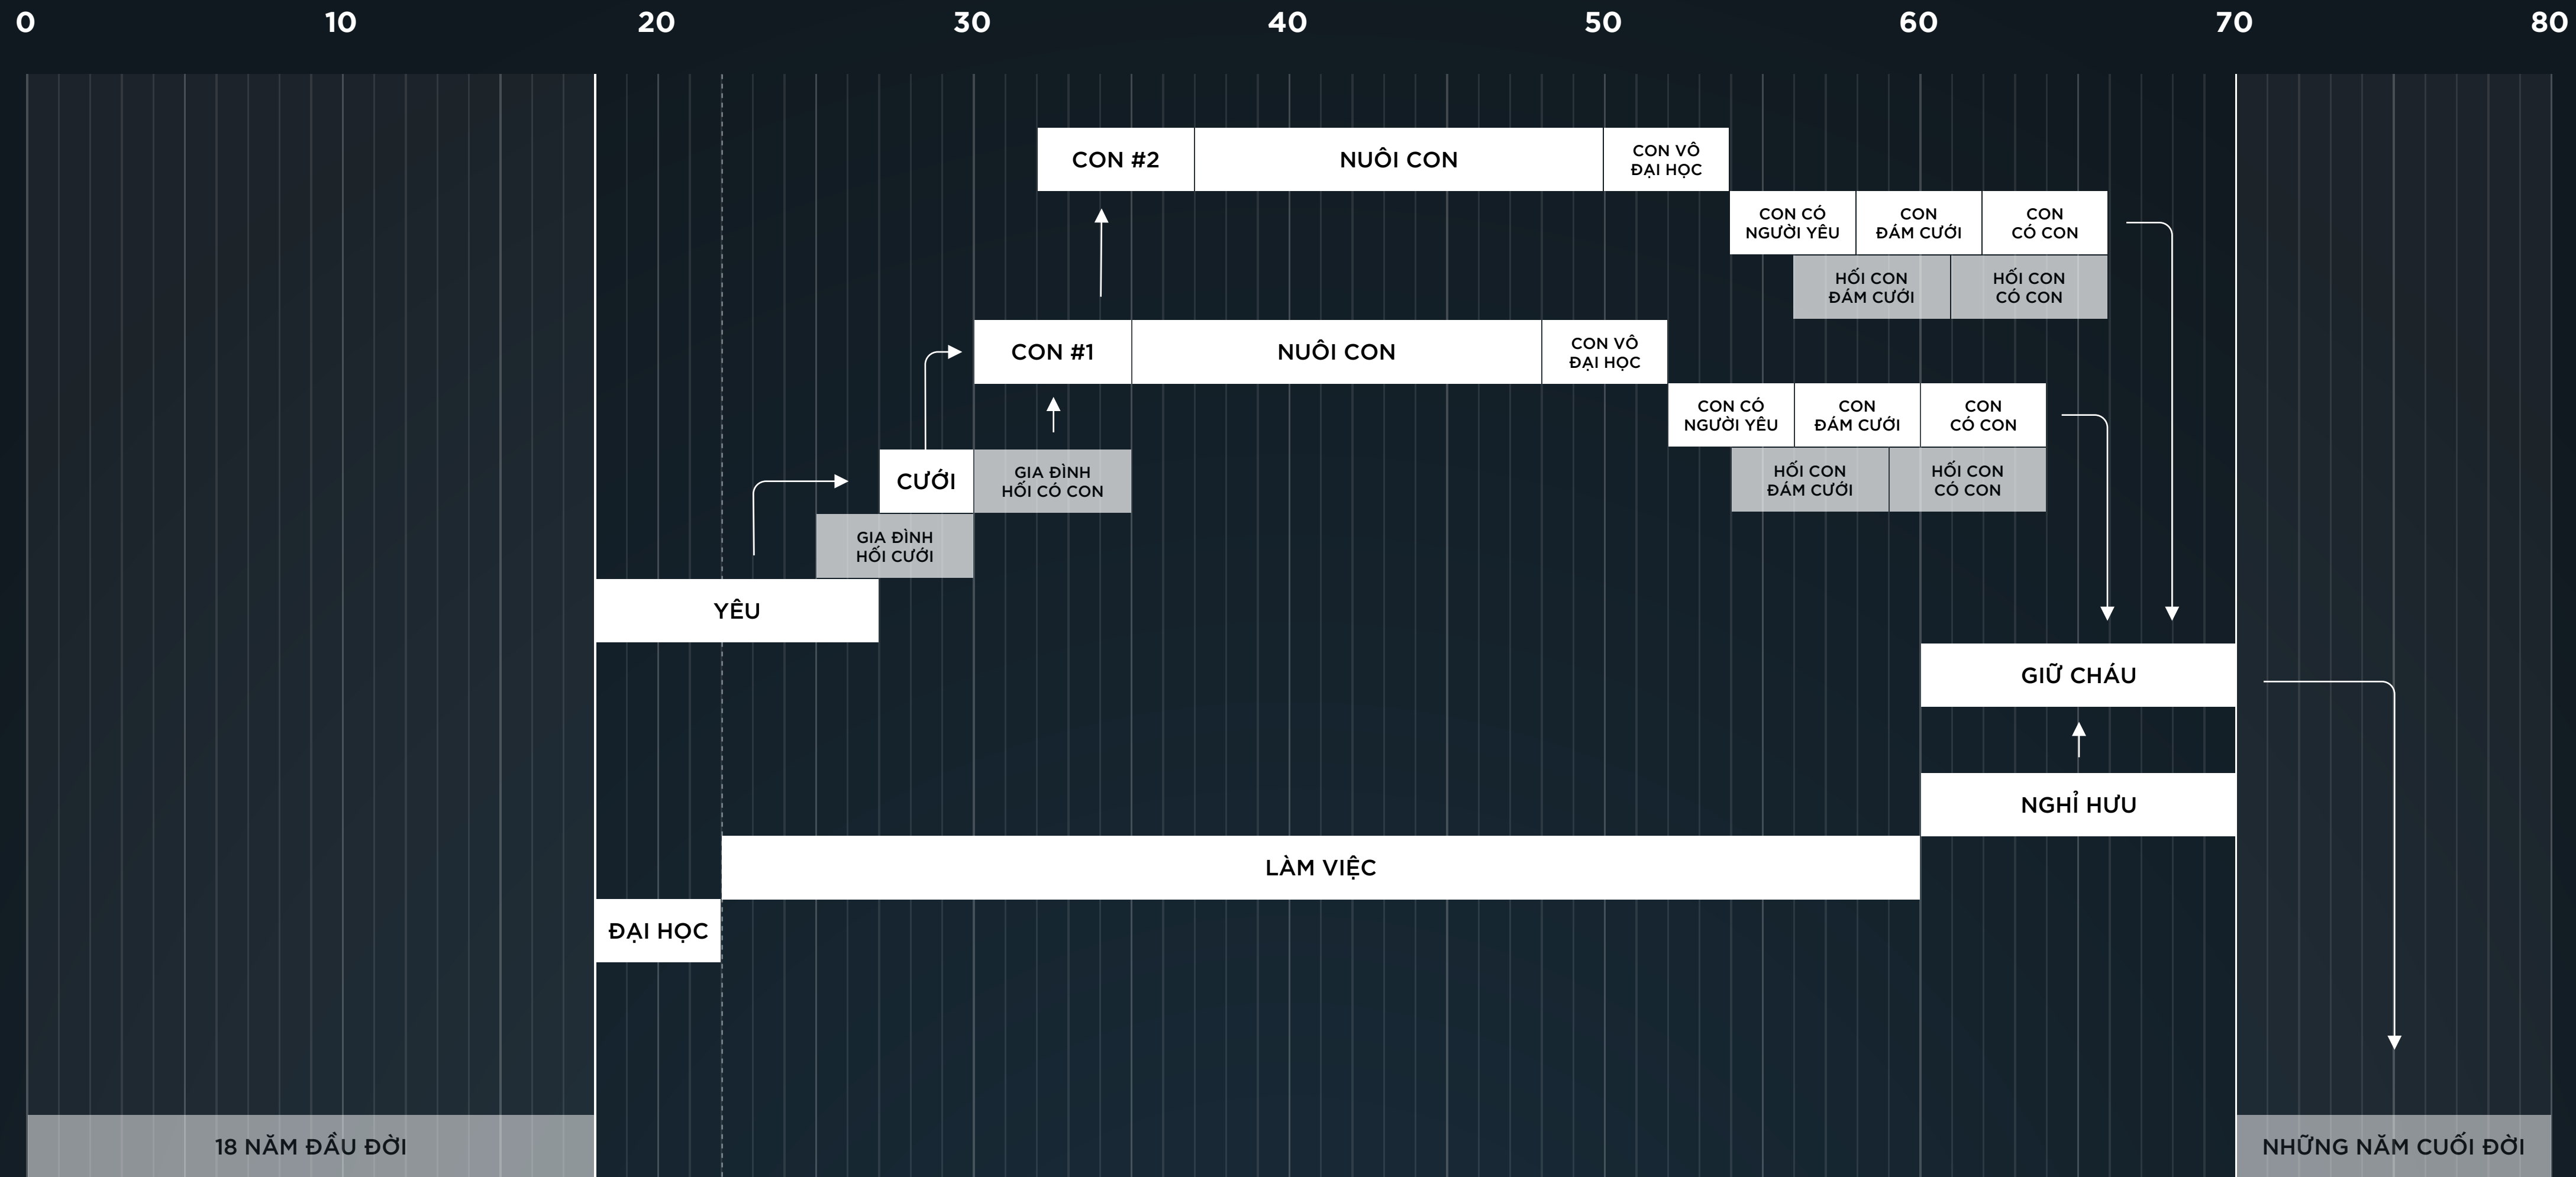 0 10 20 30 40 50 60 70 80
CON #2 NUÔI CON CON VÔ
ĐẠI HỌC
CON CÓ
NGƯỜI YÊU
CON
ĐÁM CƯỚI
CON
CÓ CON
HỐI CON
ĐÁM CƯỚI
HỐI CON
CÓ CON
CON #1 NUÔI CON CON VÔ
ĐẠI HỌC
CON CÓ
NGƯỜI YÊU
CON
ĐÁM CƯỚI
CON
CÓ CON
CƯỚI
GIA ĐÌNH
HỐI CÓ CON
HỐI CON
ĐÁM CƯỚI
HỐI CON
CÓ CON
GIA ĐÌNH
HỐI CƯỚI
YÊU
GIỮ CHÁU
NGHỈ HƯU
LÀM VIỆC
ĐẠI HỌC
18 NĂM ĐẦU ĐỜI
NHỮNG NĂM CUỐI ĐỜI